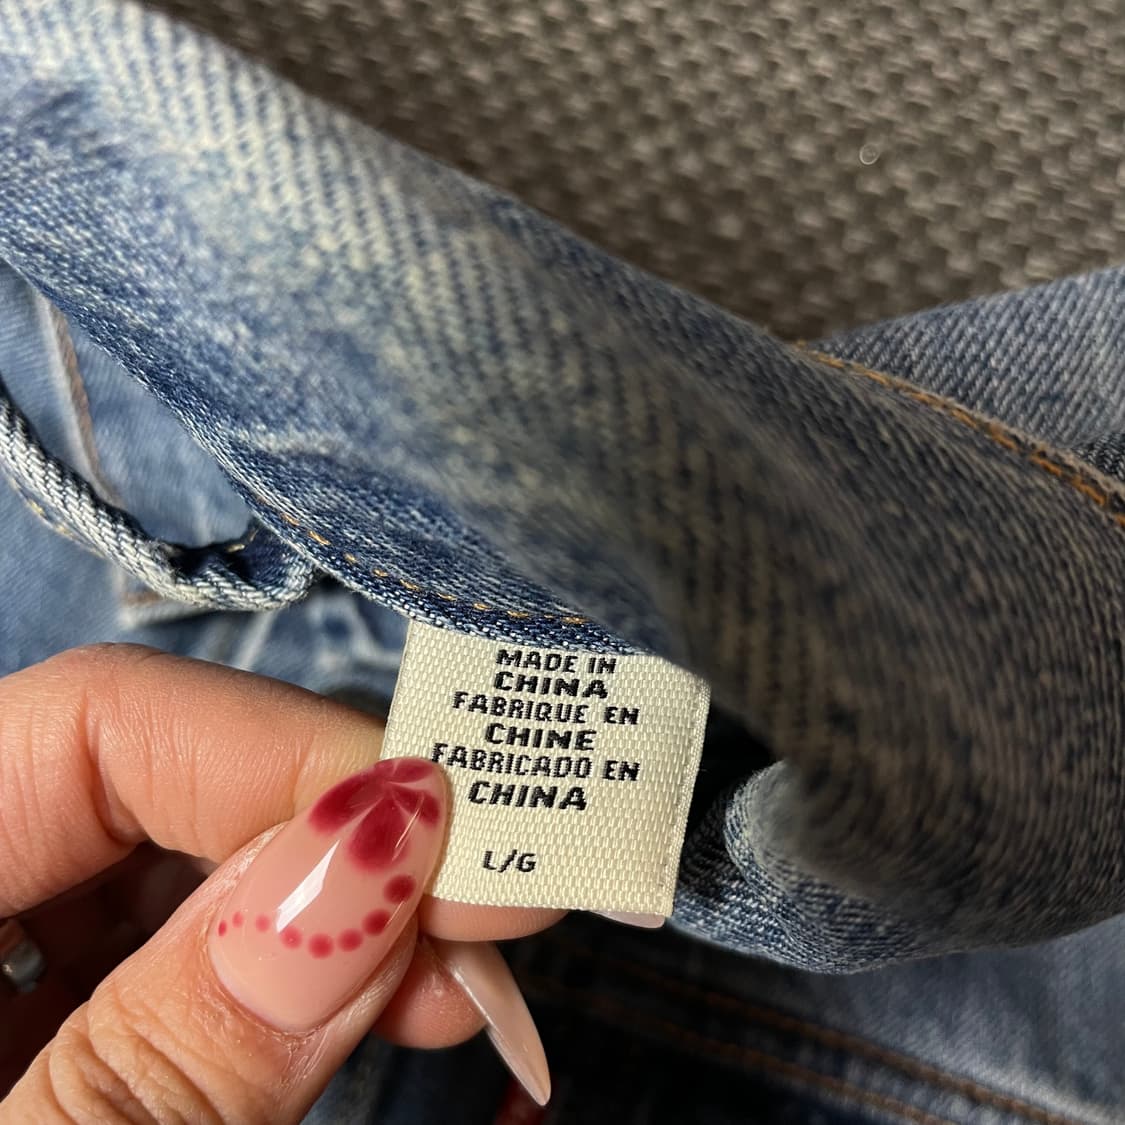 MADE IN
CHINA
FABRIQUE EN
CHINE
FABRICADO EN
CHINA
L/G